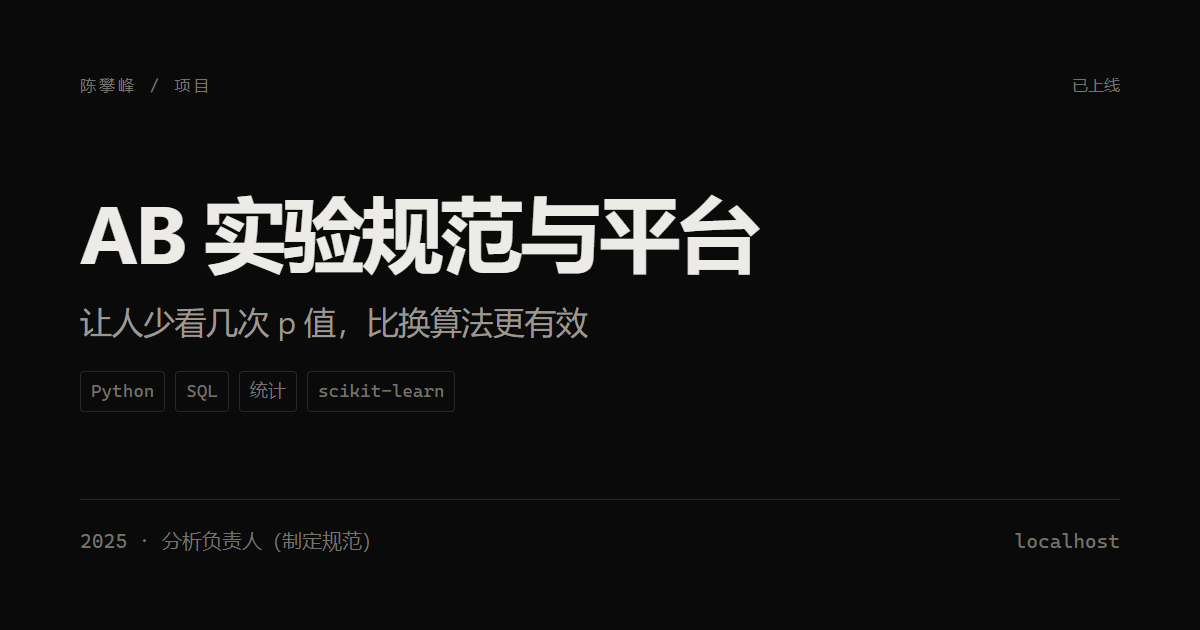 陈攀峰 / 项目
已上线
AB 实验规范与平台
让人少看几次 p 值，比换算法更有效
Python
SQL
统计
scikit-learn
2025 · 分析负责人（制定规范）
localhost